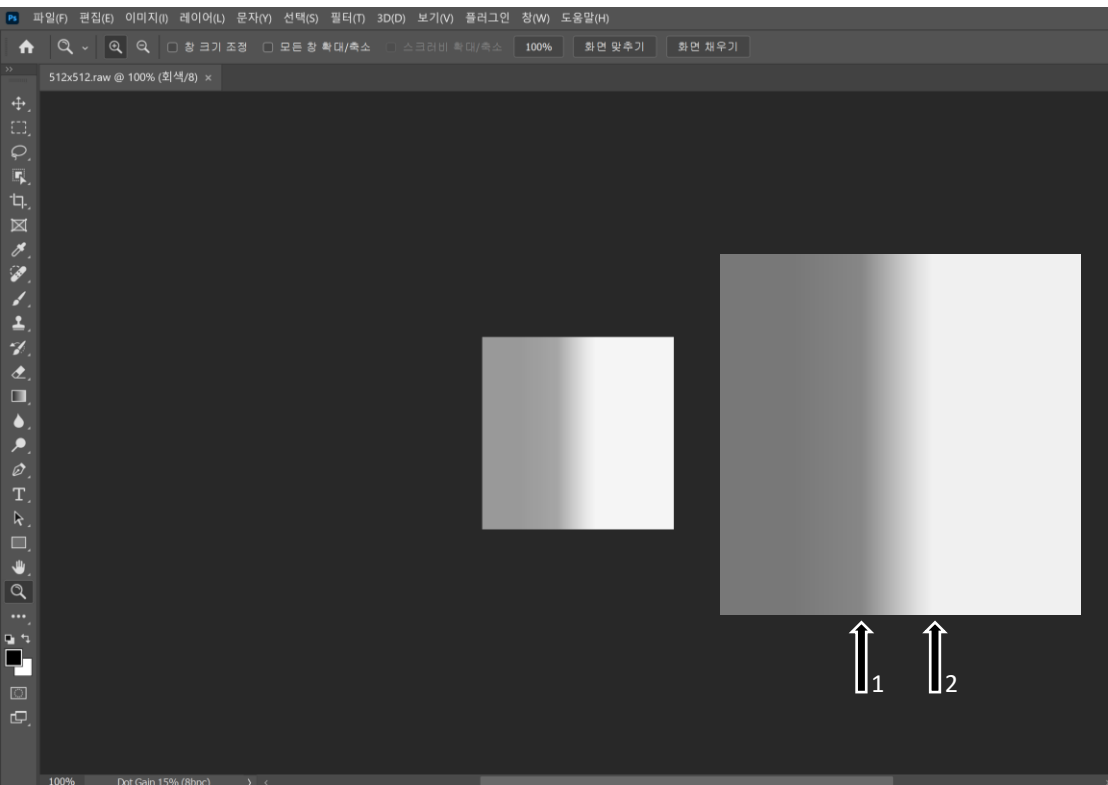 Ps 파일(F) 편집(E) 이미지(I) 레이어(L) 문자(Y) 선택(S) 필터(T) 3D(D) 보기(V) 플러그인 창(W) 도움말(H)
창 크기 조정 모든 창 확대/축소 스크러비 확대/축소 100% 화면 맞추기 화면 채우기
512x512.raw @ 100% (회색/8) ×
1 2
100% Dot Gain 15% (8bpc)